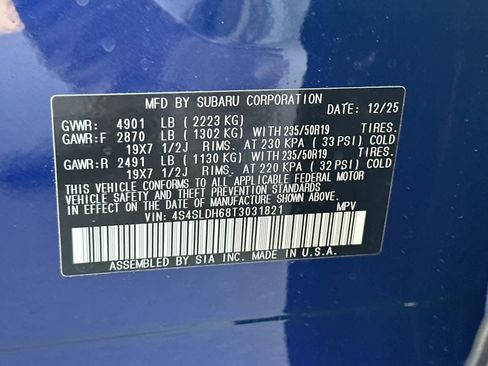 MFD BY SUBARU CORPORATION
DATE: 12/25
GVWR: 4901 LB ( 2223 KG)
GAWR:F 2870 LB ( 1302 KG) WITH 235/50R19 TIRES.
19X7 1/2J RIMS. AT 230 KPA ( 33 PSI) COLD
GAWR:R 2491 LB ( 1130 KG) WITH 235/50R19 TIRES.
19X7 1/2J RIMS. AT 220 KPA ( 32 PSI) COLD
THIS VEHICLE CONFORMS TO ALL APPLICABLE FEDERAL MOTOR
VEHICLE SAFETY AND THEFT PREVENTION STANDARDS
IN EFFECT ON THE DATE OF MANUFACTURE SHOWN ABOVE.
VIN: 4S4SLDH68T3031821 MPV
ASSEMBLED BY SIA INC. MADE IN U.S.A.